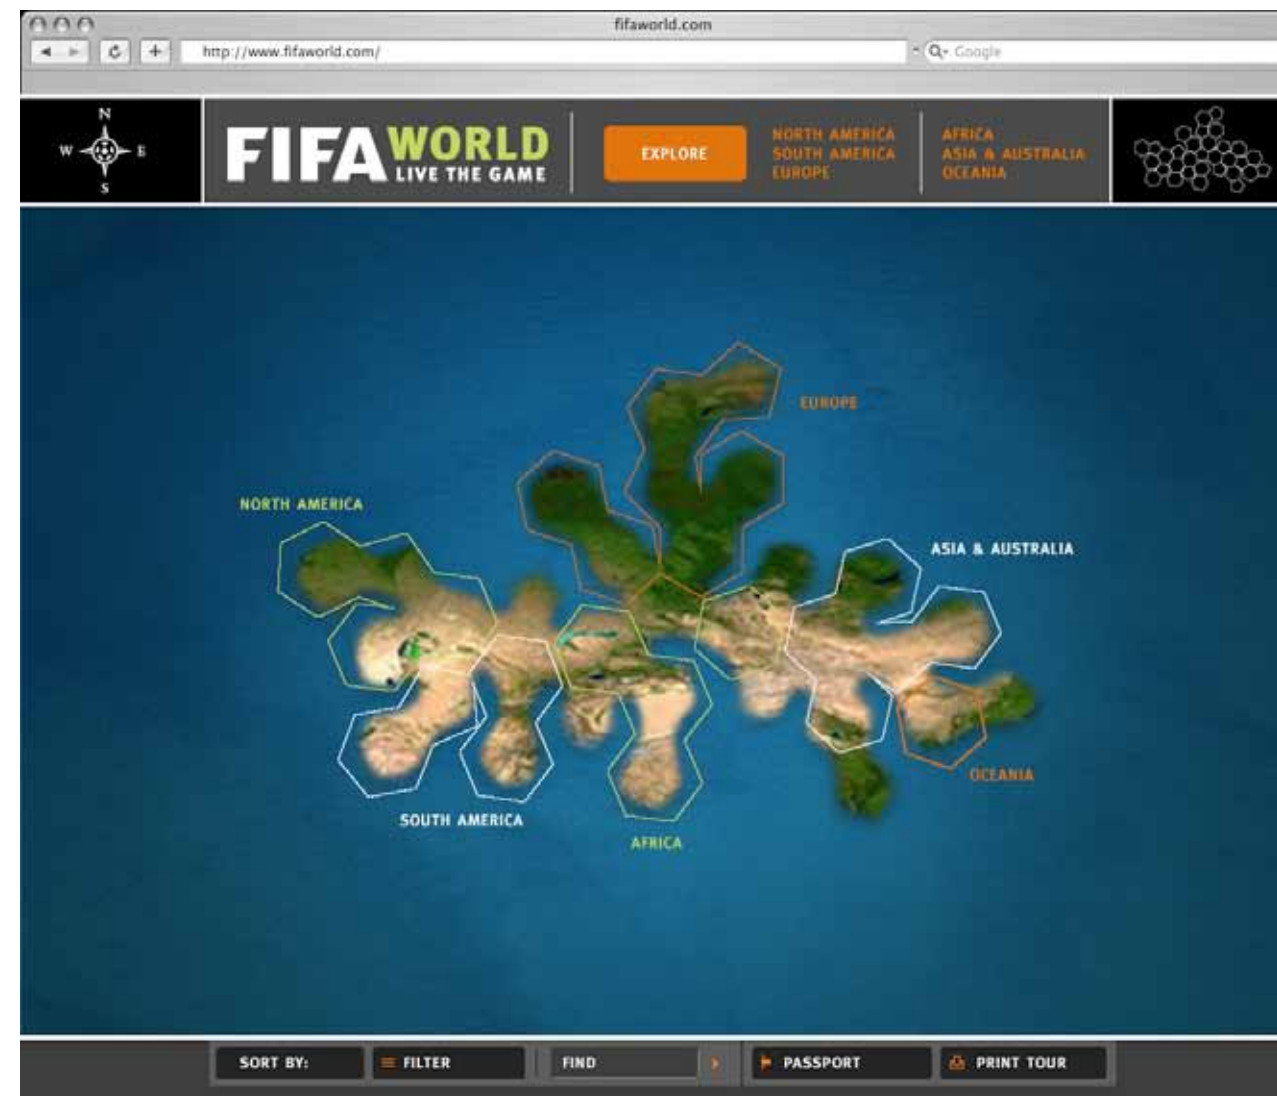 fifaworld.com
http://www.fifaworld.com/
Google
N
W E
S
FIFA WORLD
LIVE THE GAME
EXPLORE
NORTH AMERICA
SOUTH AMERICA
EUROPE
AFRICA
ASIA & AUSTRALIA
OCEANIA
EUROPE
NORTH AMERICA
ASIA & AUSTRALIA
OCEANIA
SOUTH AMERICA
AFRICA
SORT BY:
FILTER
FIND
PASSPORT
PRINT TOUR